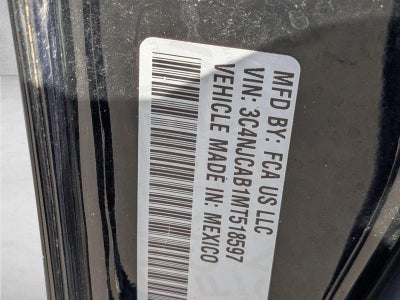 MFD BY: FCA US LLC
VIN: 3C4NJCAB1MT518597
VEHICLE MADE IN: MEXICO